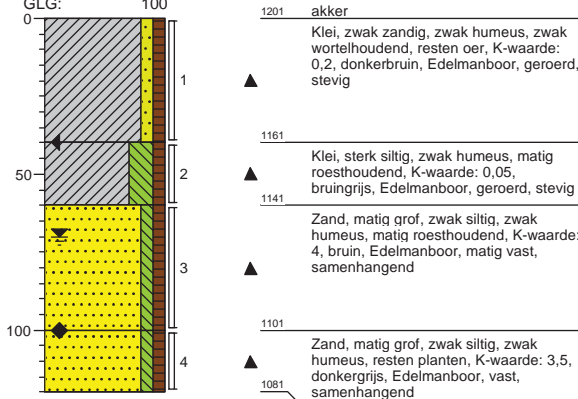 GLG: 100
0
50
100
1
2
3
4
1201 akker
Klei, zwak zandig, zwak humeus, zwak
wortelhoudend, resten oer, K-waarde:
0,2, donkerbruin, Edelmanboor, geroerd,
stevig
1161
Klei, sterk siltig, zwak humeus, matig
roesthoudend, K-waarde: 0,05,
bruingrijs, Edelmanboor, geroerd, stevig
1141
Zand, matig grof, zwak siltig, zwak
humeus, matig roesthoudend, K-waarde:
4, bruin, Edelmanboor, matig vast,
samenhangend
1101
Zand, matig grof, zwak siltig, zwak
humeus, resten planten, K-waarde: 3,5,
donkergrijs, Edelmanboor, vast,
samenhangend
1081